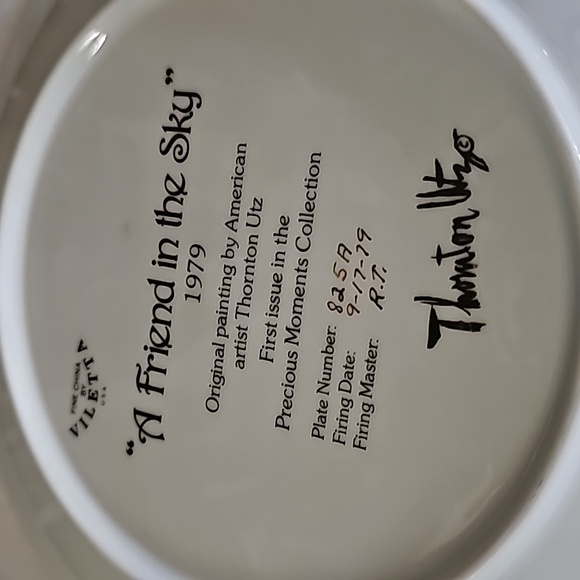 FINE CHINA
BY
VILETTA
U.S.A.
"A Friend in the Sky"
1979
Original painting by American
artist Thornton Utz
First issue in the
Precious Moments Collection
Plate Number: 825A
Firing Date: 9-17-79
Firing Master: R.T.
Thornton Utz ©